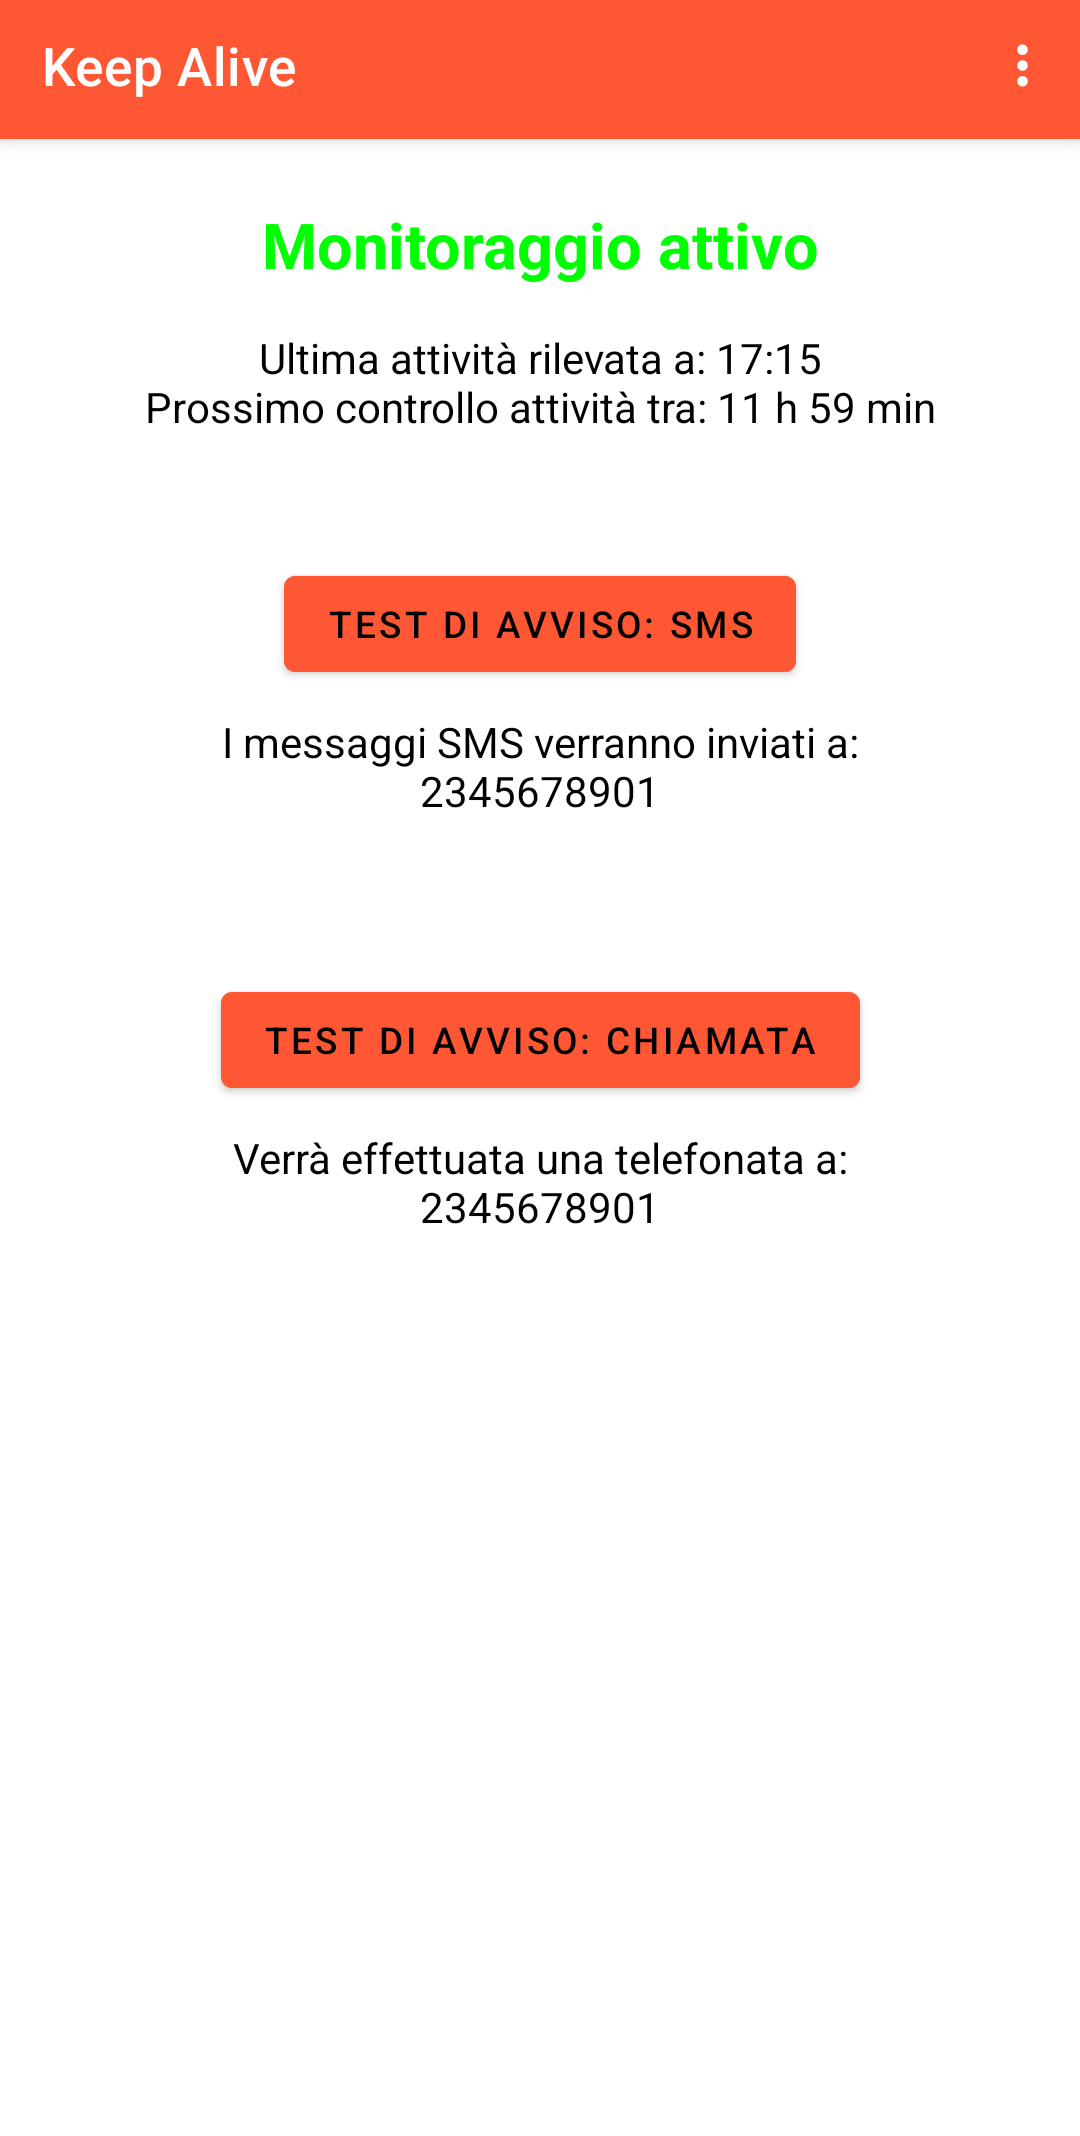 Keep Alive
Monitoraggio attivo
Ultima attività rilevata a: 17:15
Prossimo controllo attività tra: 11 h 59 min
TEST DI AVVISO: SMS
I messaggi SMS verranno inviati a:
2345678901
TEST DI AVVISO: CHIAMATA
Verrà effettuata una telefonata a:
2345678901